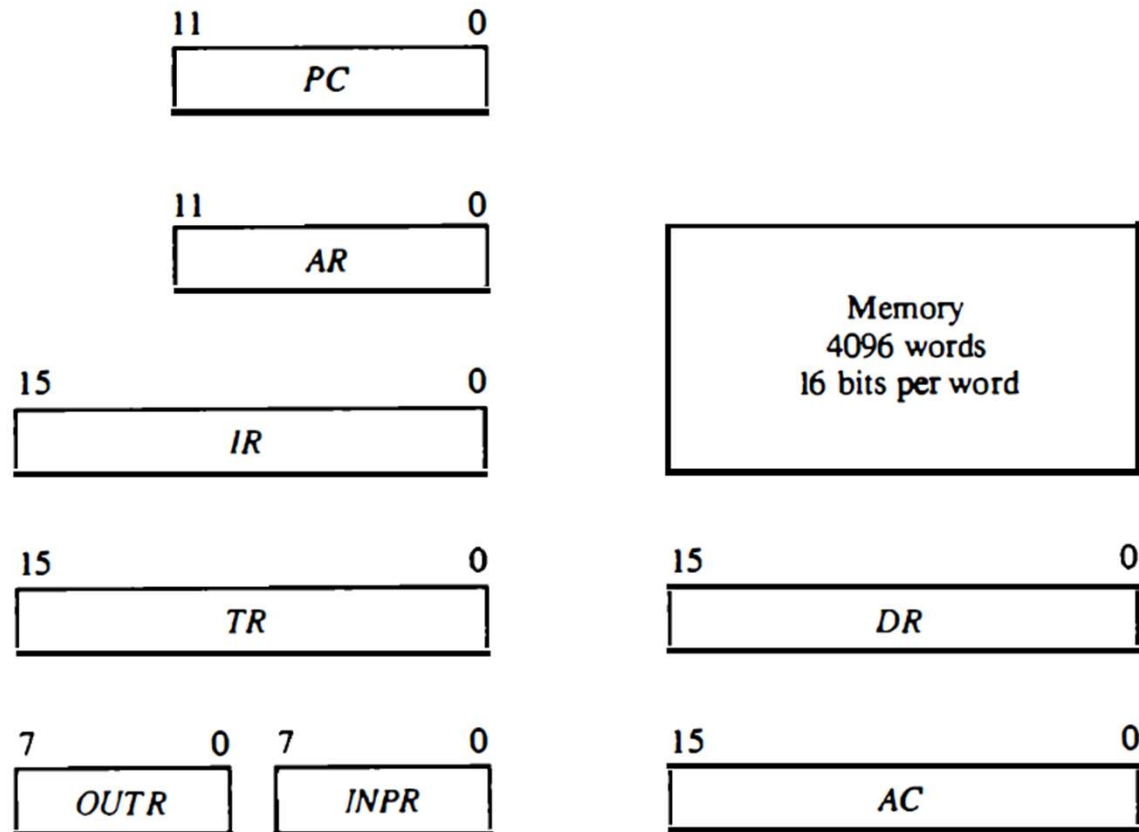 11 0
PC
11 0
AR
Memory
4096 words
16 bits per word
15 0
IR
15 0
TR
15 0
DR
7 0
OUTR
7 0
INPR
15 0
AC